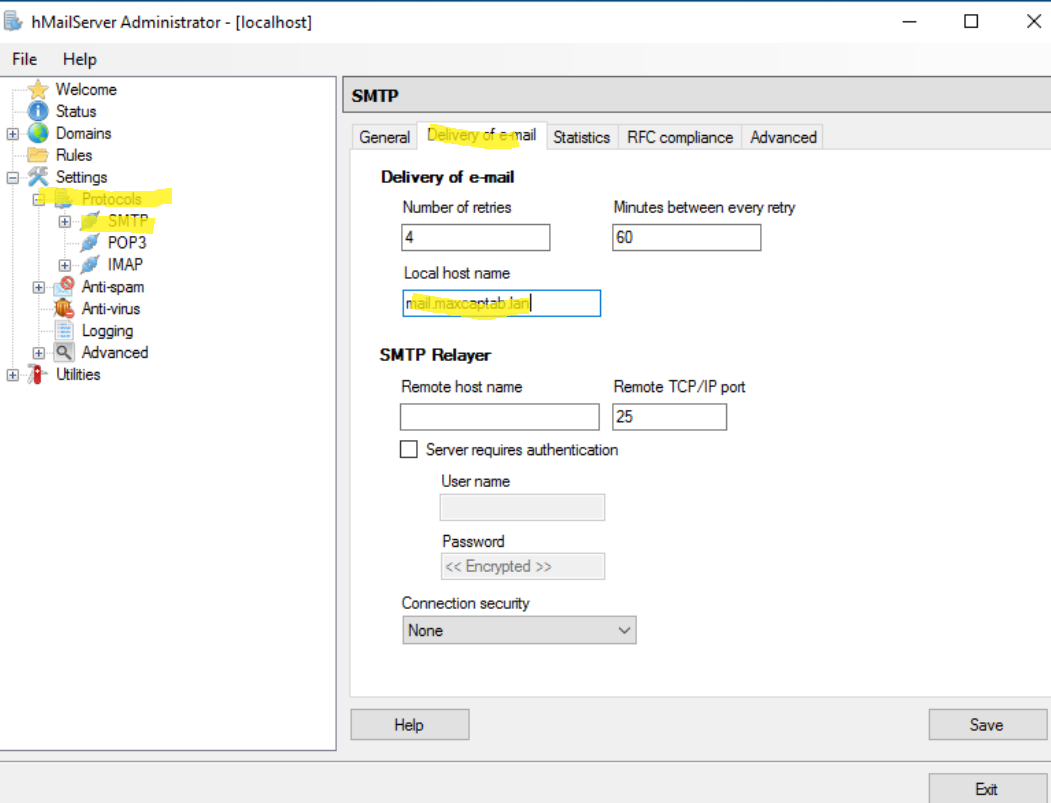 hMailServer Administrator - [localhost]
File Help
Welcome
Status
Domains
Rules
Settings
Protocols
SMTP
POP3
IMAP
Anti-spam
Anti-virus
Logging
Advanced
Utilities
SMTP
General Delivery of e-mail Statistics RFC compliance Advanced
Delivery of e-mail
Number of retries Minutes between every retry
4 60
Local host name
mail.maxcaptab.lan
SMTP Relayer
Remote host name Remote TCP/IP port
25
Server requires authentication
User name
Password
<< Encrypted >>
Connection security
None
Help Save
Exit